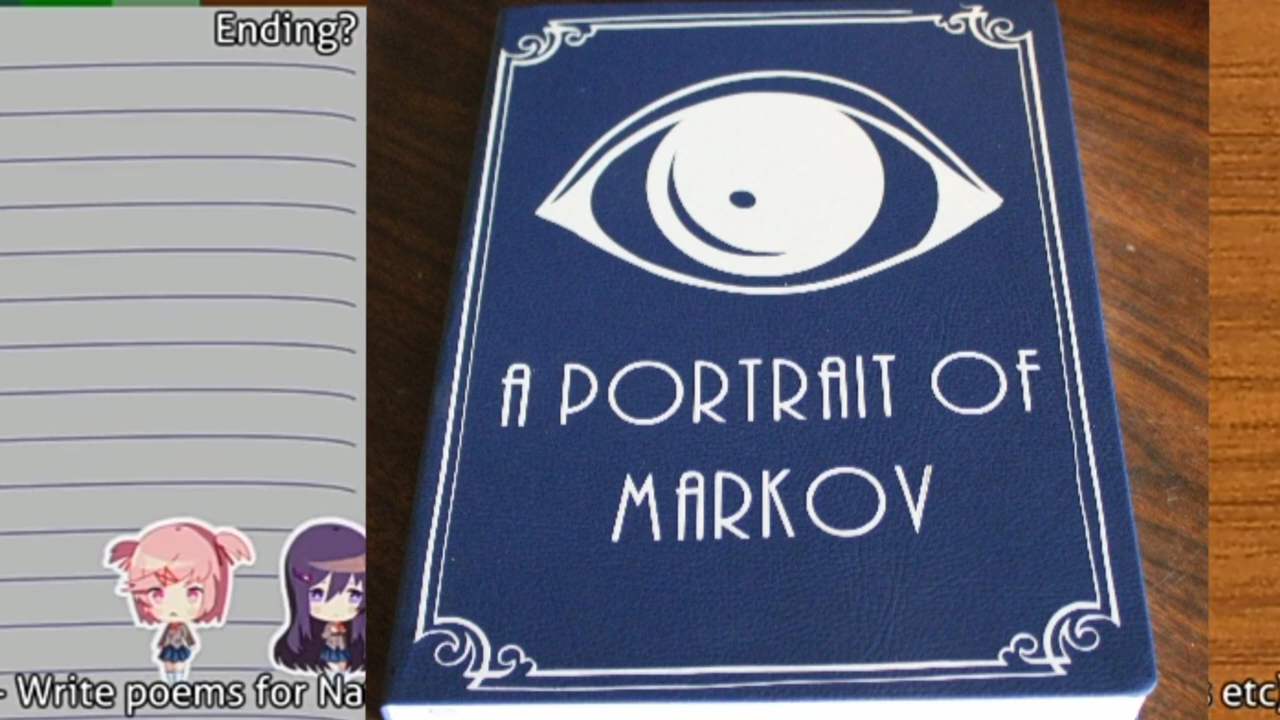 Ending?
A PORTRAIT OF
MARKOV
- Write poems for Na
etc)